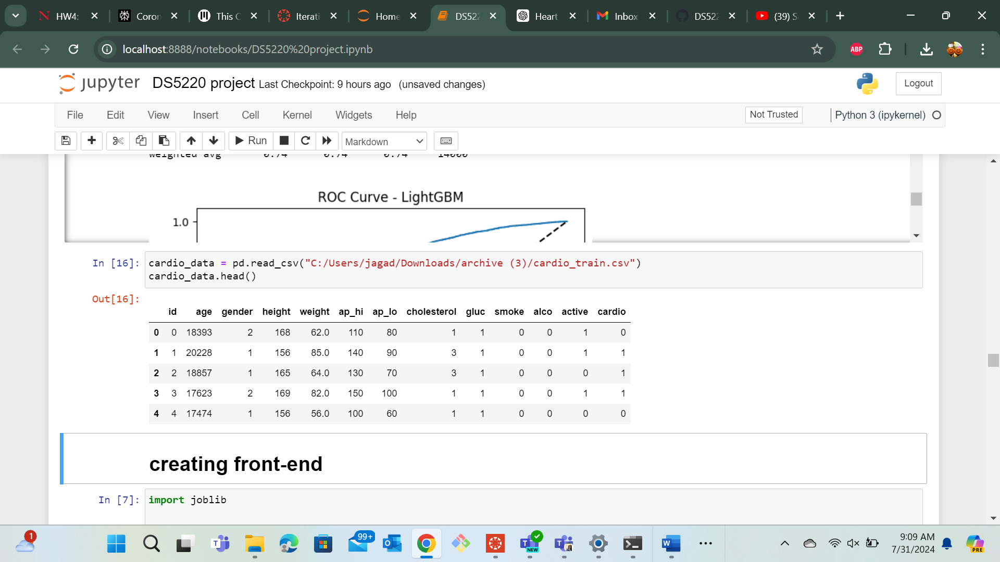 HW4:
Coron
This C
Iterati
Home
DS522
Heart
Inbox
DS522
(39) S
localhost:8888/notebooks/DS5220%20project.ipynb
ABP
jupyter DS5220 project Last Checkpoint: 9 hours ago (unsaved changes)
Logout
File Edit View Insert Cell Kernel Widgets Help
Not Trusted
Python 3 (ipykernel)
Run
Markdown
weighted avg 0.74 0.74 0.74 14000
ROC Curve - LightGBM
1.0
In [16]: cardio_data = pd.read_csv("C:/Users/jagad/Downloads/archive (3)/cardio_train.csv")
cardio_data.head()
Out[16]:
id age gender height weight ap_hi ap_lo cholesterol gluc smoke alco active cardio
0 0 18393 2 168 62.0 110 80 1 1 0 0 1 0
1 1 20228 1 156 85.0 140 90 3 1 0 0 1 1
2 2 18857 1 165 64.0 130 70 3 1 0 0 0 1
3 3 17623 2 169 82.0 150 100 1 1 0 0 1 1
4 4 17474 1 156 56.0 100 60 1 1 0 0 0 0
creating front-end
In [7]: import joblib
1
99+
NEW
9:09 AM
7/31/2024
PRE